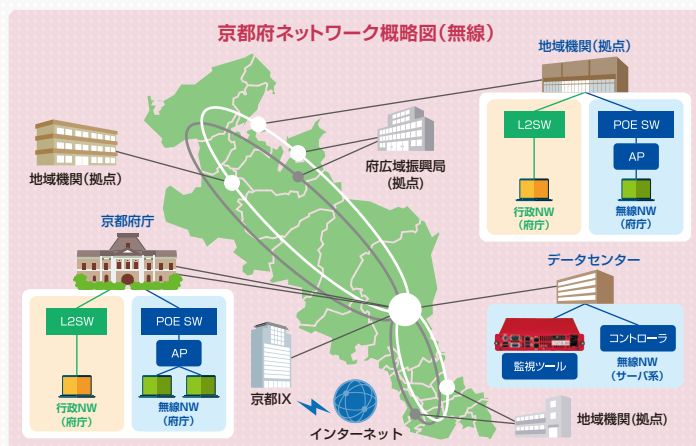 京都府ネットワーク概略図(無線)
地域機関(拠点)
L2SW
POE SW
AP
行政NW
(府庁)
無線NW
(府庁)
地域機関(拠点)
府広域振興局
(拠点)
京都府庁
L2SW
POE SW
AP
行政NW
(府庁)
無線NW
(府庁)
データセンター
監視ツール
コントローラ
無線NW
(サーバ系)
京都IX
インターネット
地域機関(拠点)